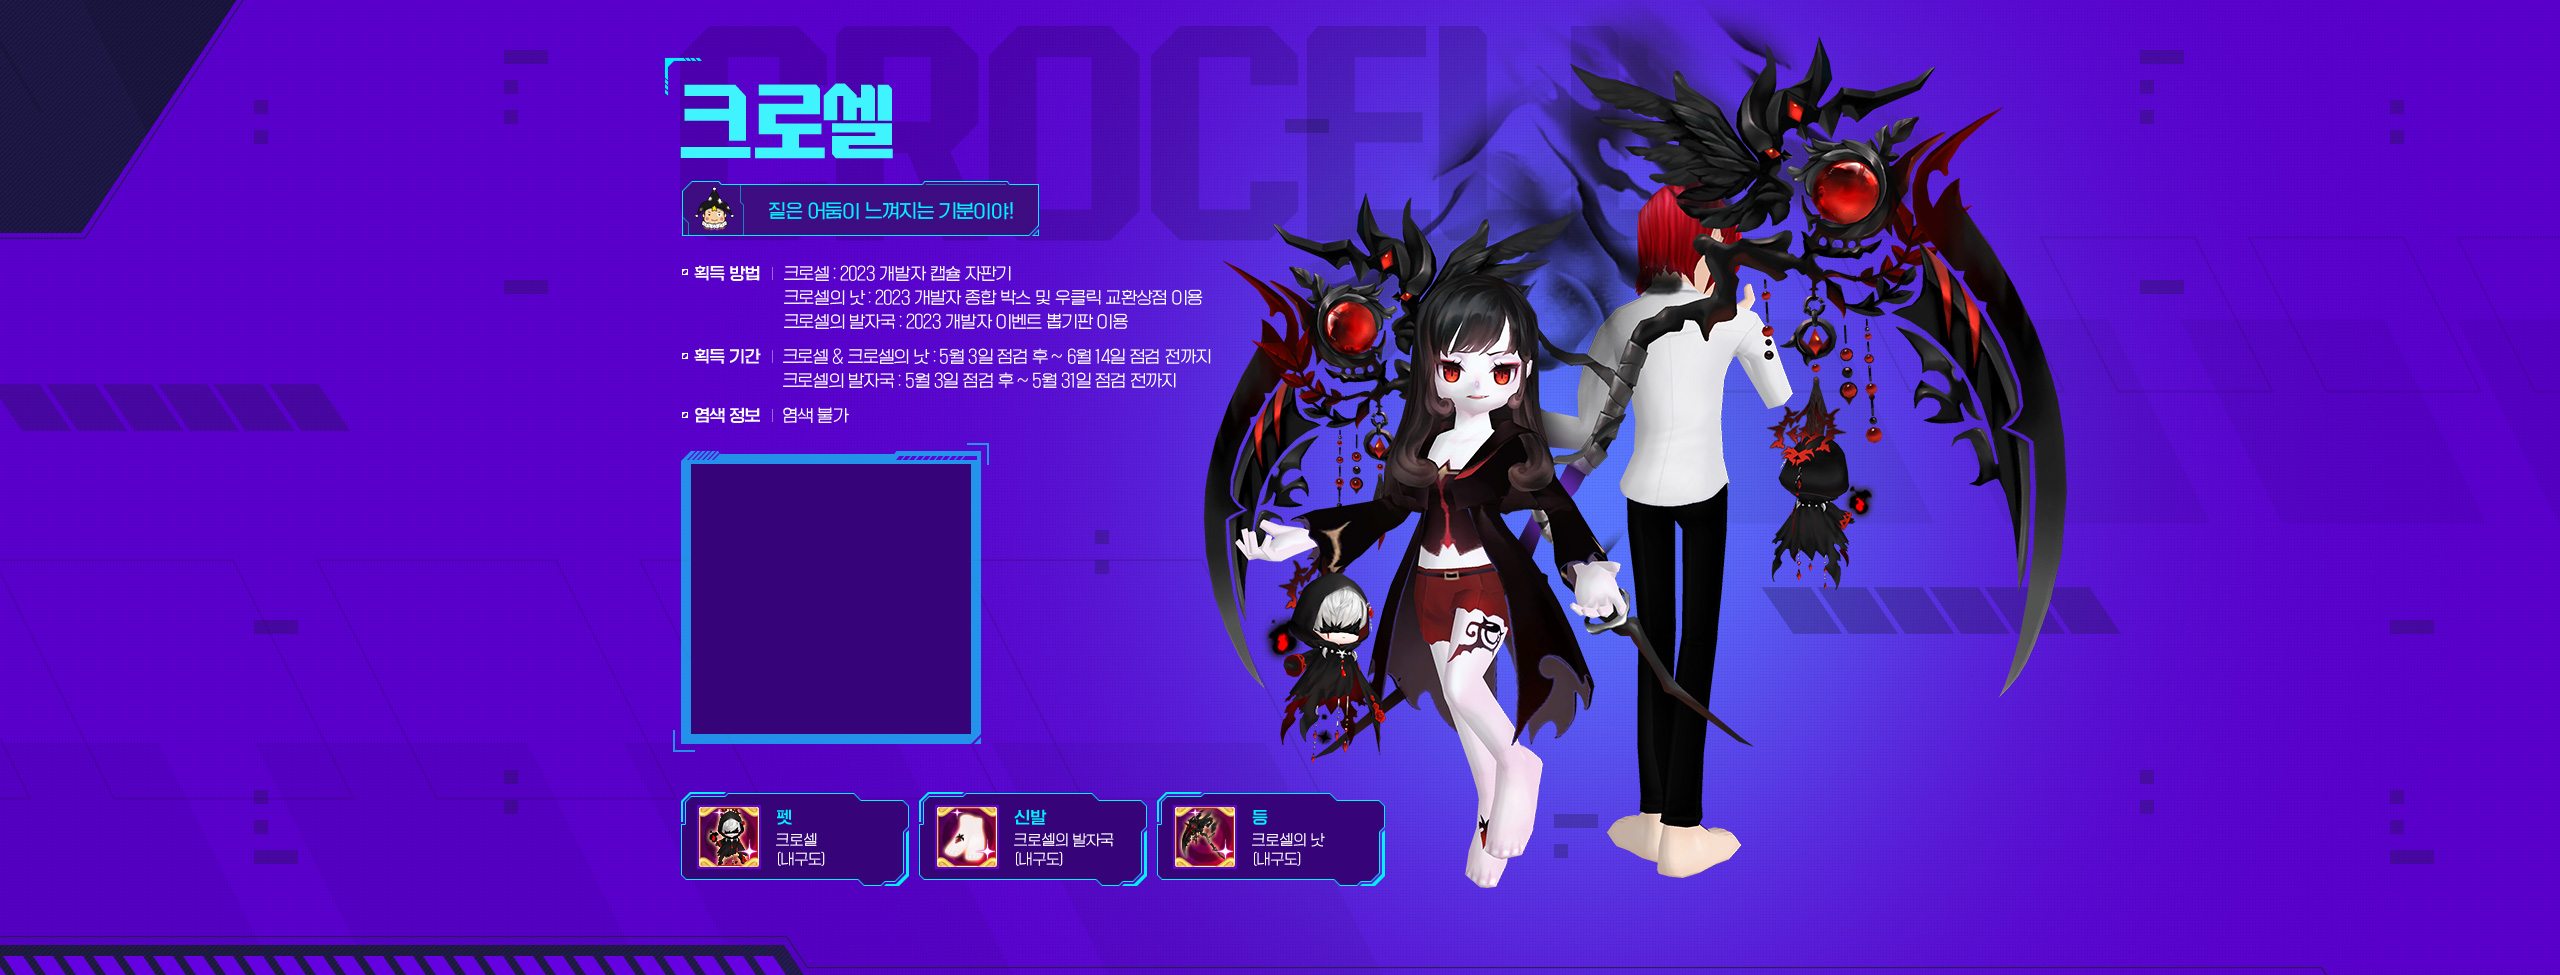 CROCELL
크로셀
짙은 어둠이 느껴지는 기분이야!
획득 방법 크로셀 : 2023 개발자 캡슐 자판기
크로셀의 낫 : 2023 개발자 종합 박스 및 우클릭 교환상점 이용
크로셀의 발자국 : 2023 개발자 이벤트 뽑기판 이용
획득 기간 크로셀 & 크로셀의 낫 : 5월 3일 점검 후 ~ 6월 14일 점검 전까지
크로셀의 발자국 : 5월 3일 점검 후 ~ 5월 31일 점검 전까지
염색 정보 염색 불가
펫
크로셀
(내구도)
신발
크로셀의 발자국
(내구도)
등
크로셀의 낫
(내구도)